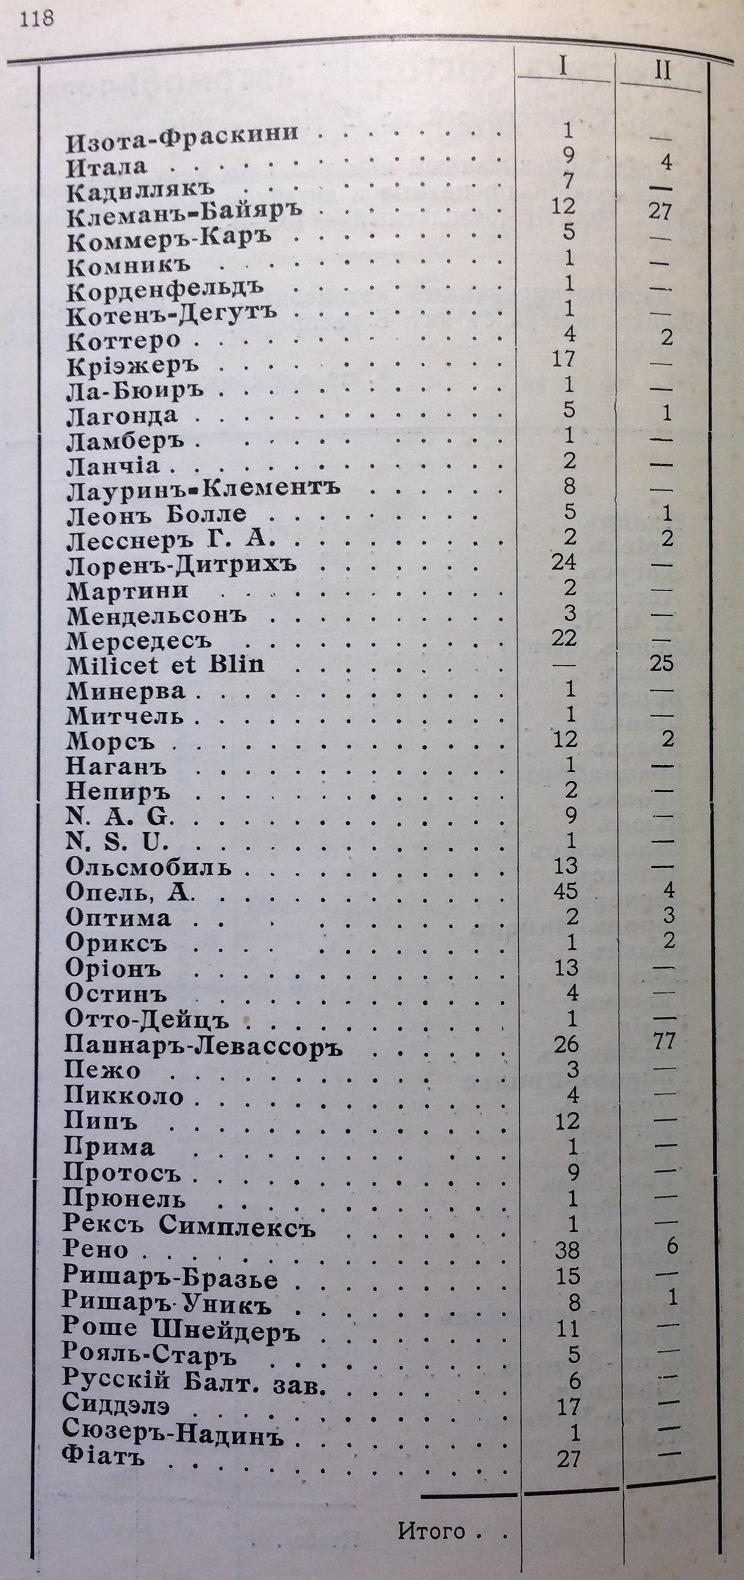 118
I II
Изота-Фраскини . . . . . . . . 1 —
Итала . . . . . . . . . . . . . 9 4
Кадиллякъ . . . . . . . . . . 7 —
Клеманъ-Байяръ . . . . . . . . 12 27
Коммеръ-Каръ . . . . . . . . . 5 —
Комникъ . . . . . . . . . . . 1 —
Корденфельдъ . . . . . . . . . 1 —
Котенъ-Дегутъ . . . . . . . . . 1 —
Коттеро . . . . . . . . . . . . 4 2
Кріэжеръ . . . . . . . . . . . 17 —
Ла-Бюиръ . . . . . . . . . . . 1 —
Лагонда . . . . . . . . . . . . 5 1
Ламберъ . . . . . . . . . . . 1 —
Ланчіа . . . . . . . . . . . . . 2 —
Лауринъ-Клементъ . . . . . . 8 —
Леонъ Болле . . . . . . . . . 5 1
Лесснеръ Г. А. . . . . . . . . . 2 2
Лоренъ-Дитрихъ . . . . . . . 24 —
Мартини . . . . . . . . . . . 2 —
Мендельсонъ . . . . . . . . . 3 —
Мерседесъ . . . . . . . . . . 22 —
Milicet et Blin . . . . . . . . — 25
Минерва . . . . . . . . . . . . 1 —
Митчель . . . . . . . . . . . . 1 —
Морсъ . . . . . . . . . . . . . 12 2
Наганъ . . . . . . . . . . . . 1 —
Непиръ . . . . . . . . . . . . 2 —
N. A. G. . . . . . . . . . . . . 9 —
N. S. U. . . . . . . . . . . . . 1 —
Ольсмобиль . . . . . . . . . . 13 —
Опель, А. . . . . . . . . . . . 45 4
Оптима . . . . . . . . . . . 2 3
Ориксъ . . . . . . . . . . . 1 2
Оріонъ . . . . . . . . . . . . 13 —
Остинъ . . . . . . . . . . . . 4 —
Отто-Дейцъ . . . . . . . . . . 1 —
Паннаръ-Левассоръ . . . . . . 26 77
Пежо . . . . . . . . . . . . 3 —
Пикколо . . . . . . . . . . . . 4 —
Пипъ . . . . . . . . . . . . . 12 —
Прима . . . . . . . . . . . 1 —
Протосъ . . . . . . . . . . . . 9 —
Прюнель . . . . . . . . . . . 1 —
Рексъ Симплексъ . . . . . . . 1 —
Рено . . . . . . . . . . . . . 38 6
Ришаръ-Бразье . . . . . . . . 15 —
Ришаръ-Уникъ . . . . . . . . 8 1
Роше Шнейдеръ . . . . . . . 11 —
Рояль-Старъ . . . . . . . . . 5 —
Русскій Балт. зав. . . . . . . 6 —
Сиддэлэ . . . . . . . . . . . . 17 —
Сюзеръ-Надинъ . . . . . . . . 1 —
Фіатъ . . . . . . . . . . . . . 27 —
Итого . .